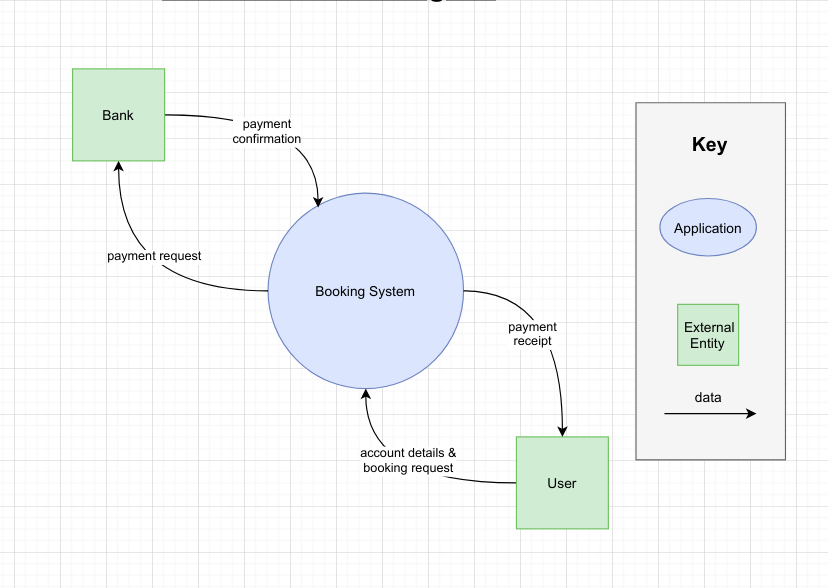 Bank
payment
confirmation
payment request
Booking System
payment
receipt
account details &
booking request
User
Key
Application
External
Entity
data